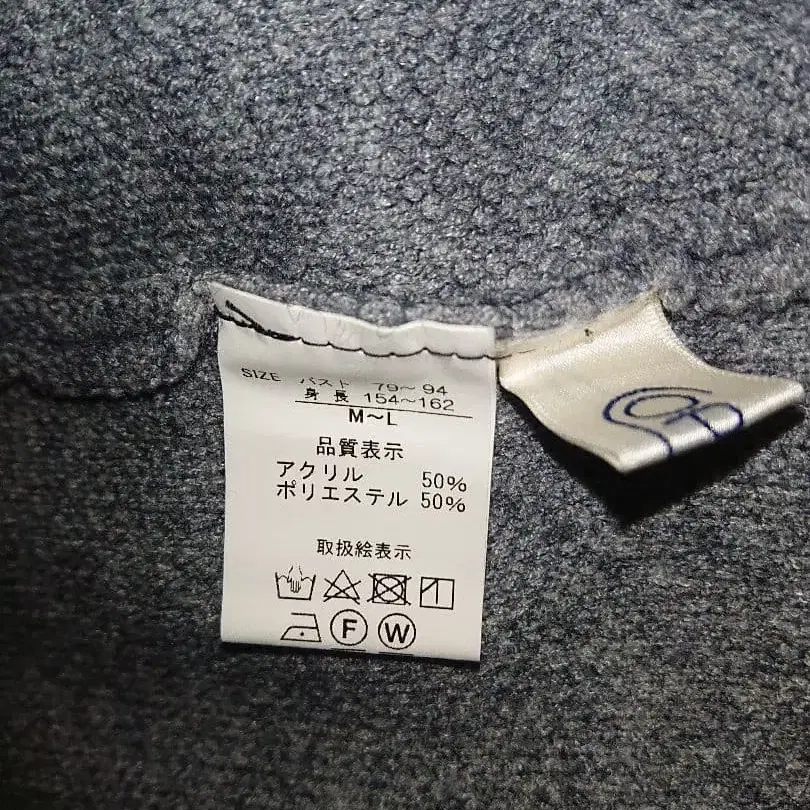 SIZE バスト 79～94
身長 154～162
M～L
品質表示
アクリル 50%
ポリエステル 50%
取扱絵表示
F W